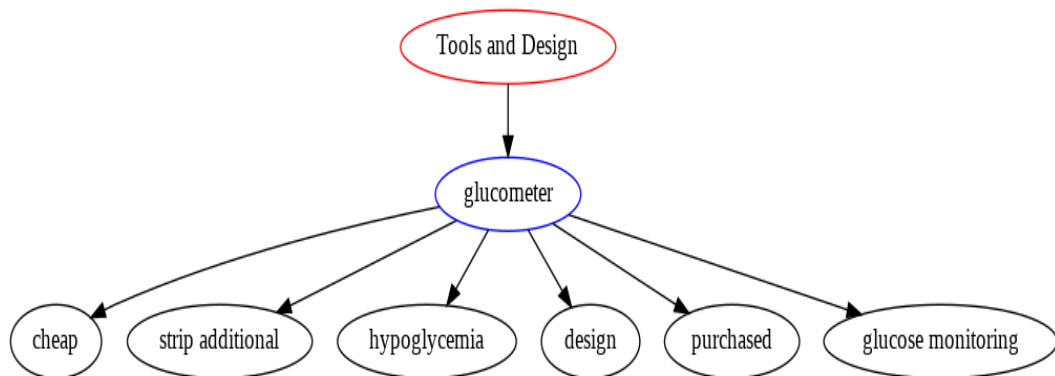 Tools and Design
glucometer
cheap
strip additional
hypoglycemia
design
purchased
glucose monitoring